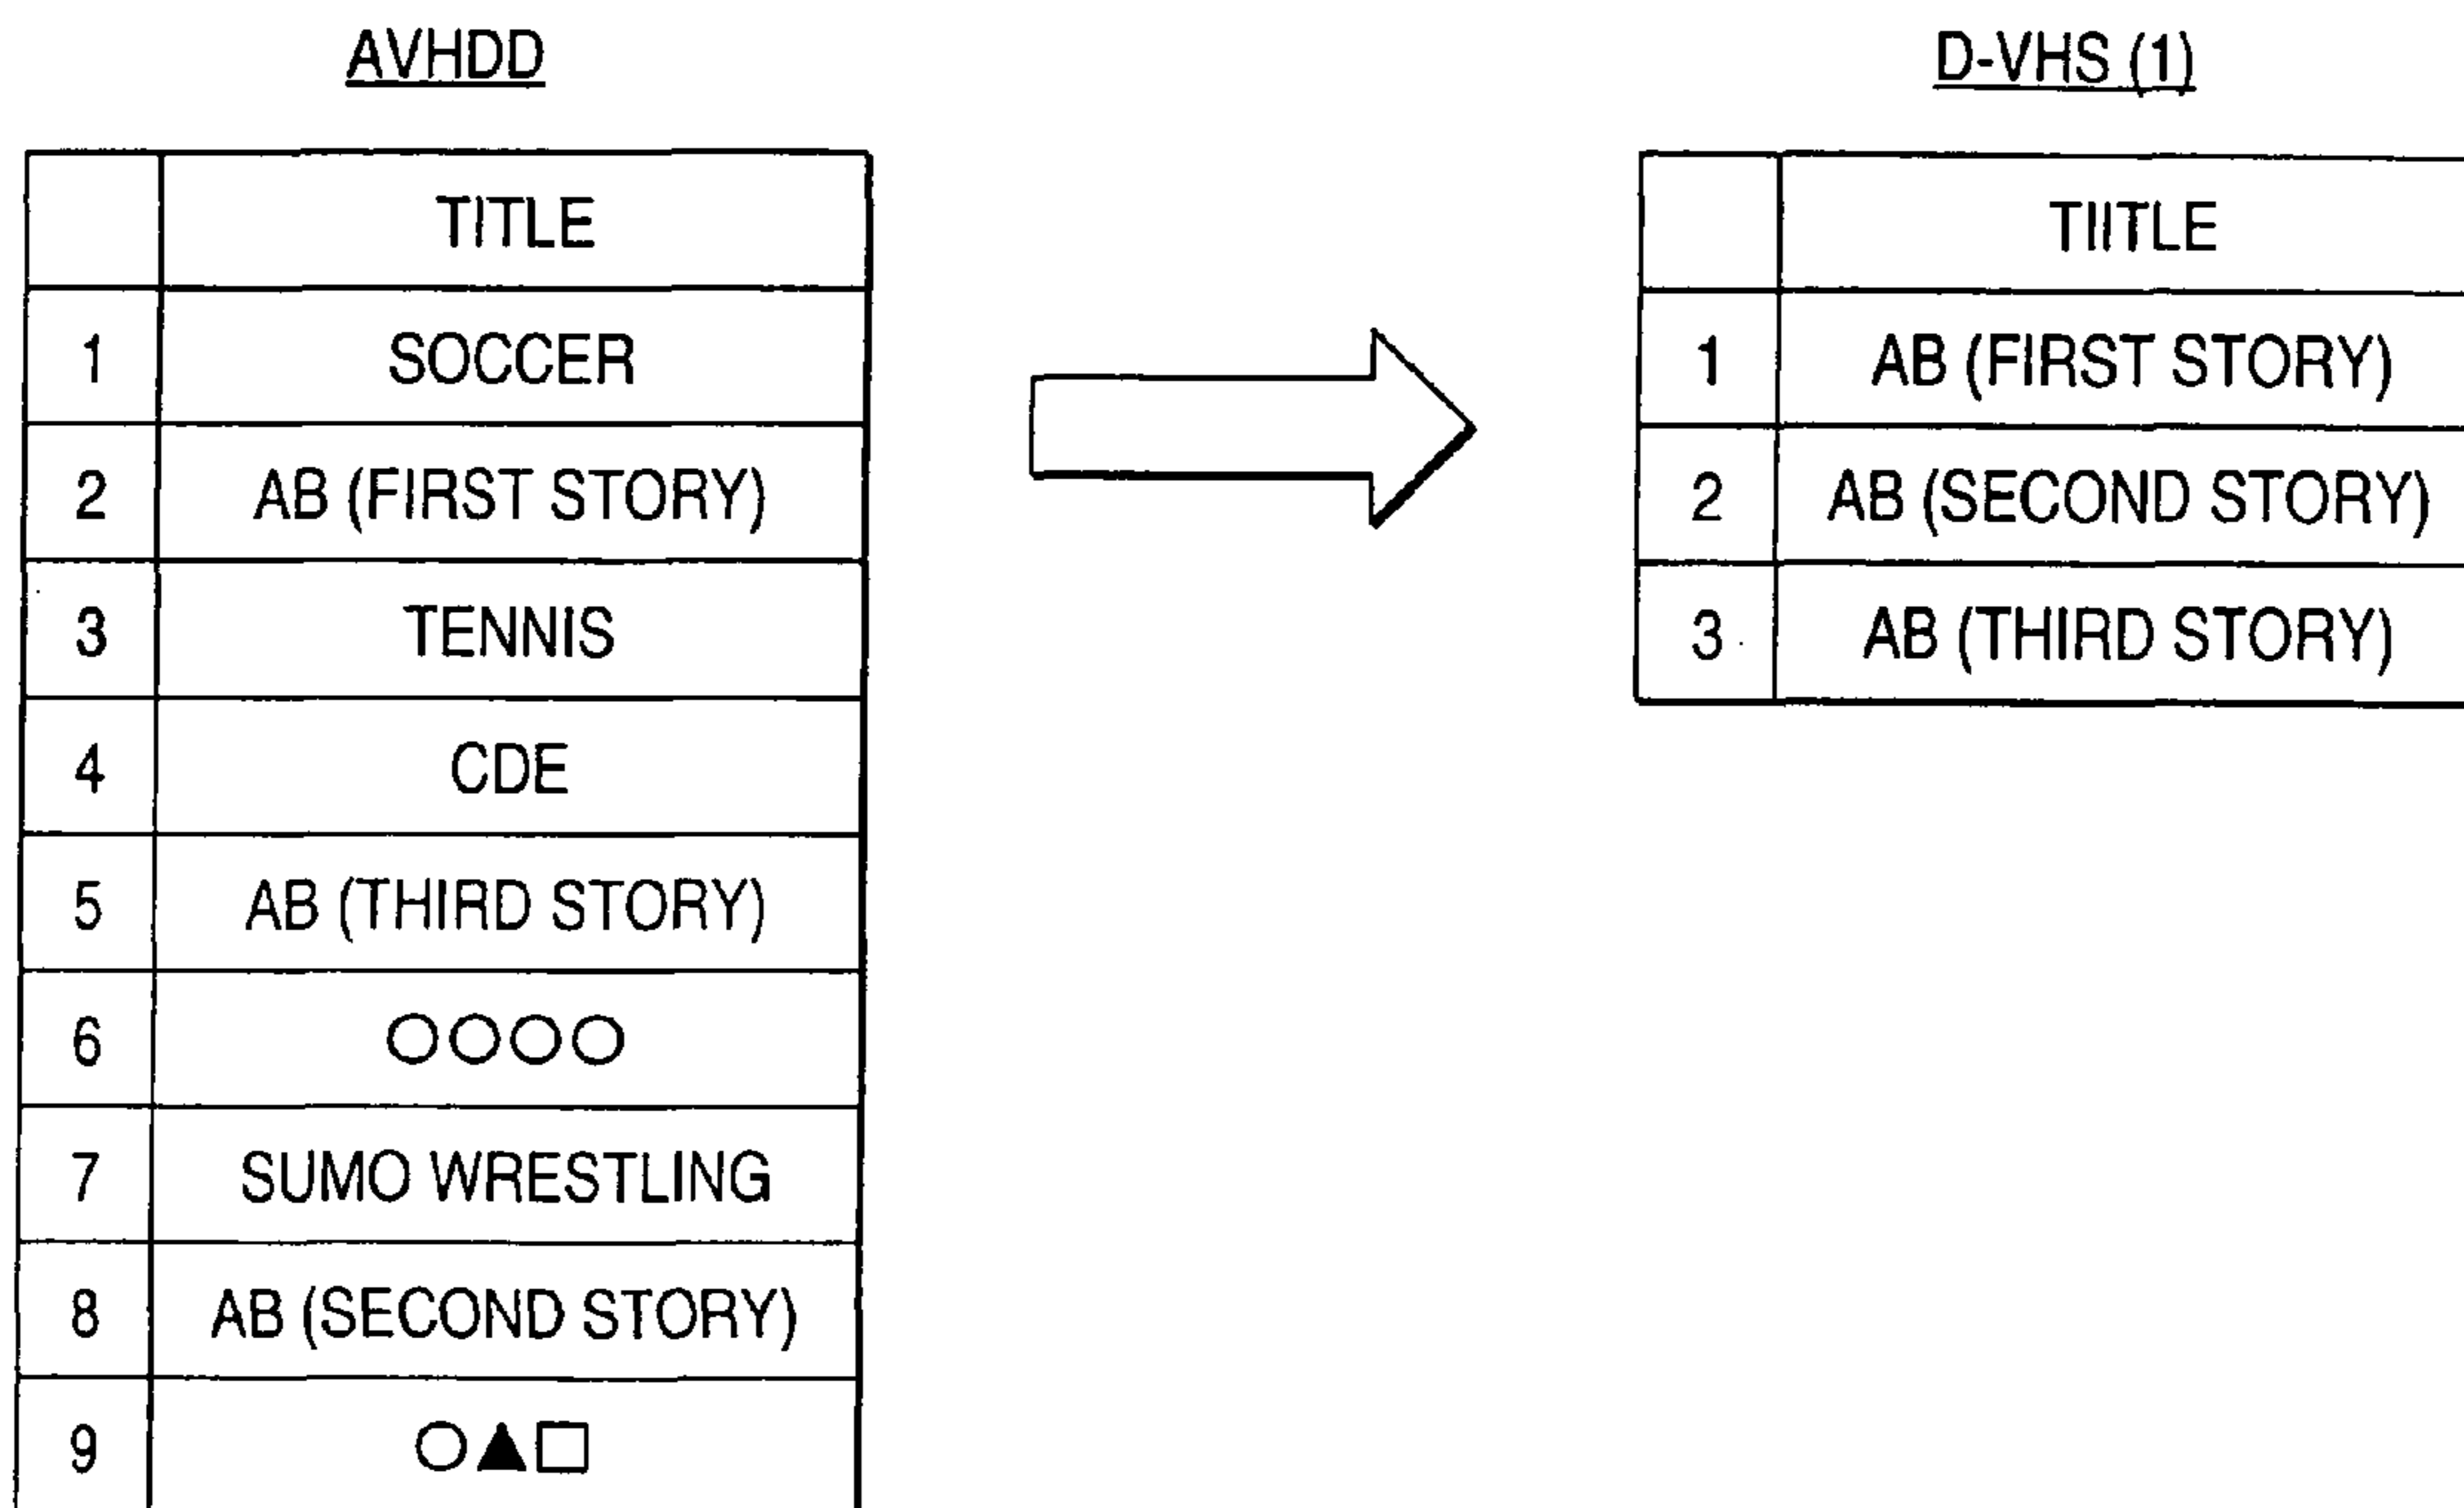 AVHDD
TITLE
1 SOCCER
2 AB (FIRST STORY)
3 TENNIS
4 CDE
5 AB (THIRD STORY)
6 ○○○○
7 SUMO WRESTLING
8 AB (SECOND STORY)
9 ○▲□
D-VHS (1)
TIITLE
1 AB (FIRST STORY)
2 AB (SECOND STORY)
3 AB (THIRD STORY)